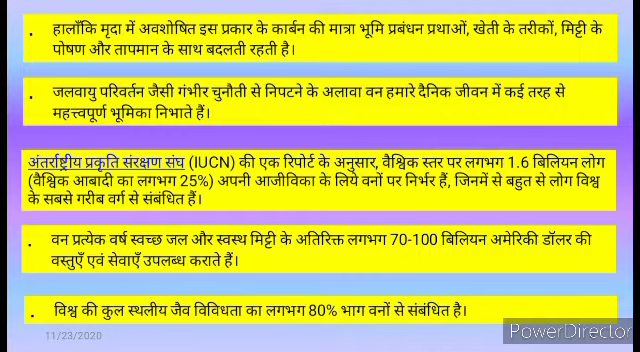 . हालाँकि मृदा में अवशोषित इस प्रकार के कार्बन की मात्रा भूमि प्रबंधन प्रथाओं, खेती के तरीकों, मिट्टी के
पोषण और तापमान के साथ बदलती रहती है।
. जलवायु परिवर्तन जैसी गंभीर चुनौती से निपटने के अलावा वन हमारे दैनिक जीवन में कई तरह से
महत्त्वपूर्ण भूमिका निभाते हैं।
अंतर्राष्ट्रीय प्रकृति संरक्षण संघ (IUCN) की एक रिपोर्ट के अनुसार, वैश्विक स्तर पर लगभग 1.6 बिलियन लोग
(वैश्विक आबादी का लगभग 25%) अपनी आजीविका के लिये वनों पर निर्भर हैं, जिनमें से बहुत से लोग विश्व
के सबसे गरीब वर्ग से संबंधित हैं।
. वन प्रत्येक वर्ष स्वच्छ जल और स्वस्थ मिट्टी के अतिरिक्त लगभग 70-100 बिलियन अमेरिकी डॉलर की
वस्तुएँ एवं सेवाएँ उपलब्ध कराते हैं।
. विश्व की कुल स्थलीय जैव विविधता का लगभग 80% भाग वनों से संबंधित है।
11/23/2020
PowerDirector